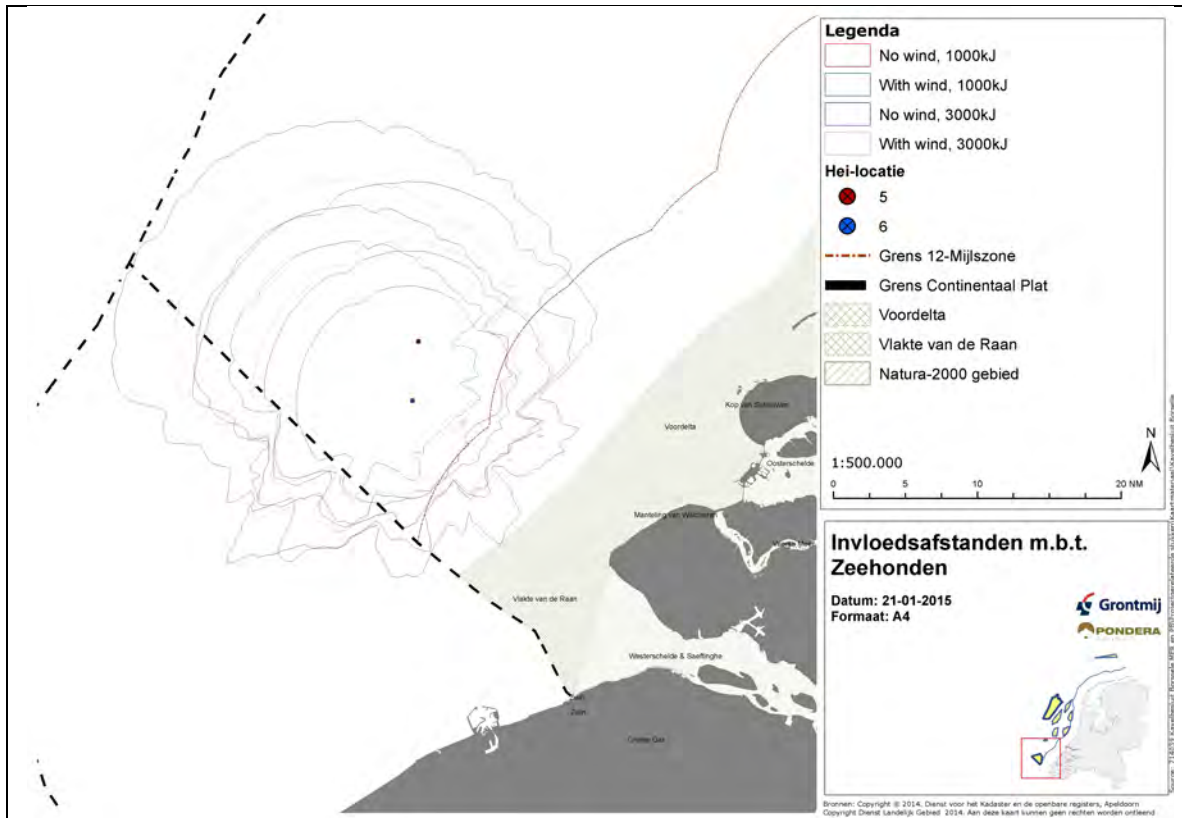 Legenda
No wind, 1000kJ
With wind, 1000kJ
No wind, 3000kJ
With wind, 3000kJ
Hei-locatie
5
6
Grens 12-Mijlszone
Grens Continentaal Plat
Voordelta
Vlakte van de Raan
Natura-2000 gebied
N
1:500.000
0 5 10 20 NM
Invloedsafstanden m.b.t.
Zeehonden
Datum: 21-01-2015
Formaat: A4
Grontmij
PONDERA
Bronnen: Copyright © 2014. Dienst voor het Kadaster en de openbare registers, Apeldoorn
Copyright Dienst Landelijk Gebied 2014. Aan deze kaart kunnen geen rechten worden ontleend
Voordelta
Oosterschelde
Manteling van
Vlakte van de Raan
Westerschelde & Saeftinghe
Zwin